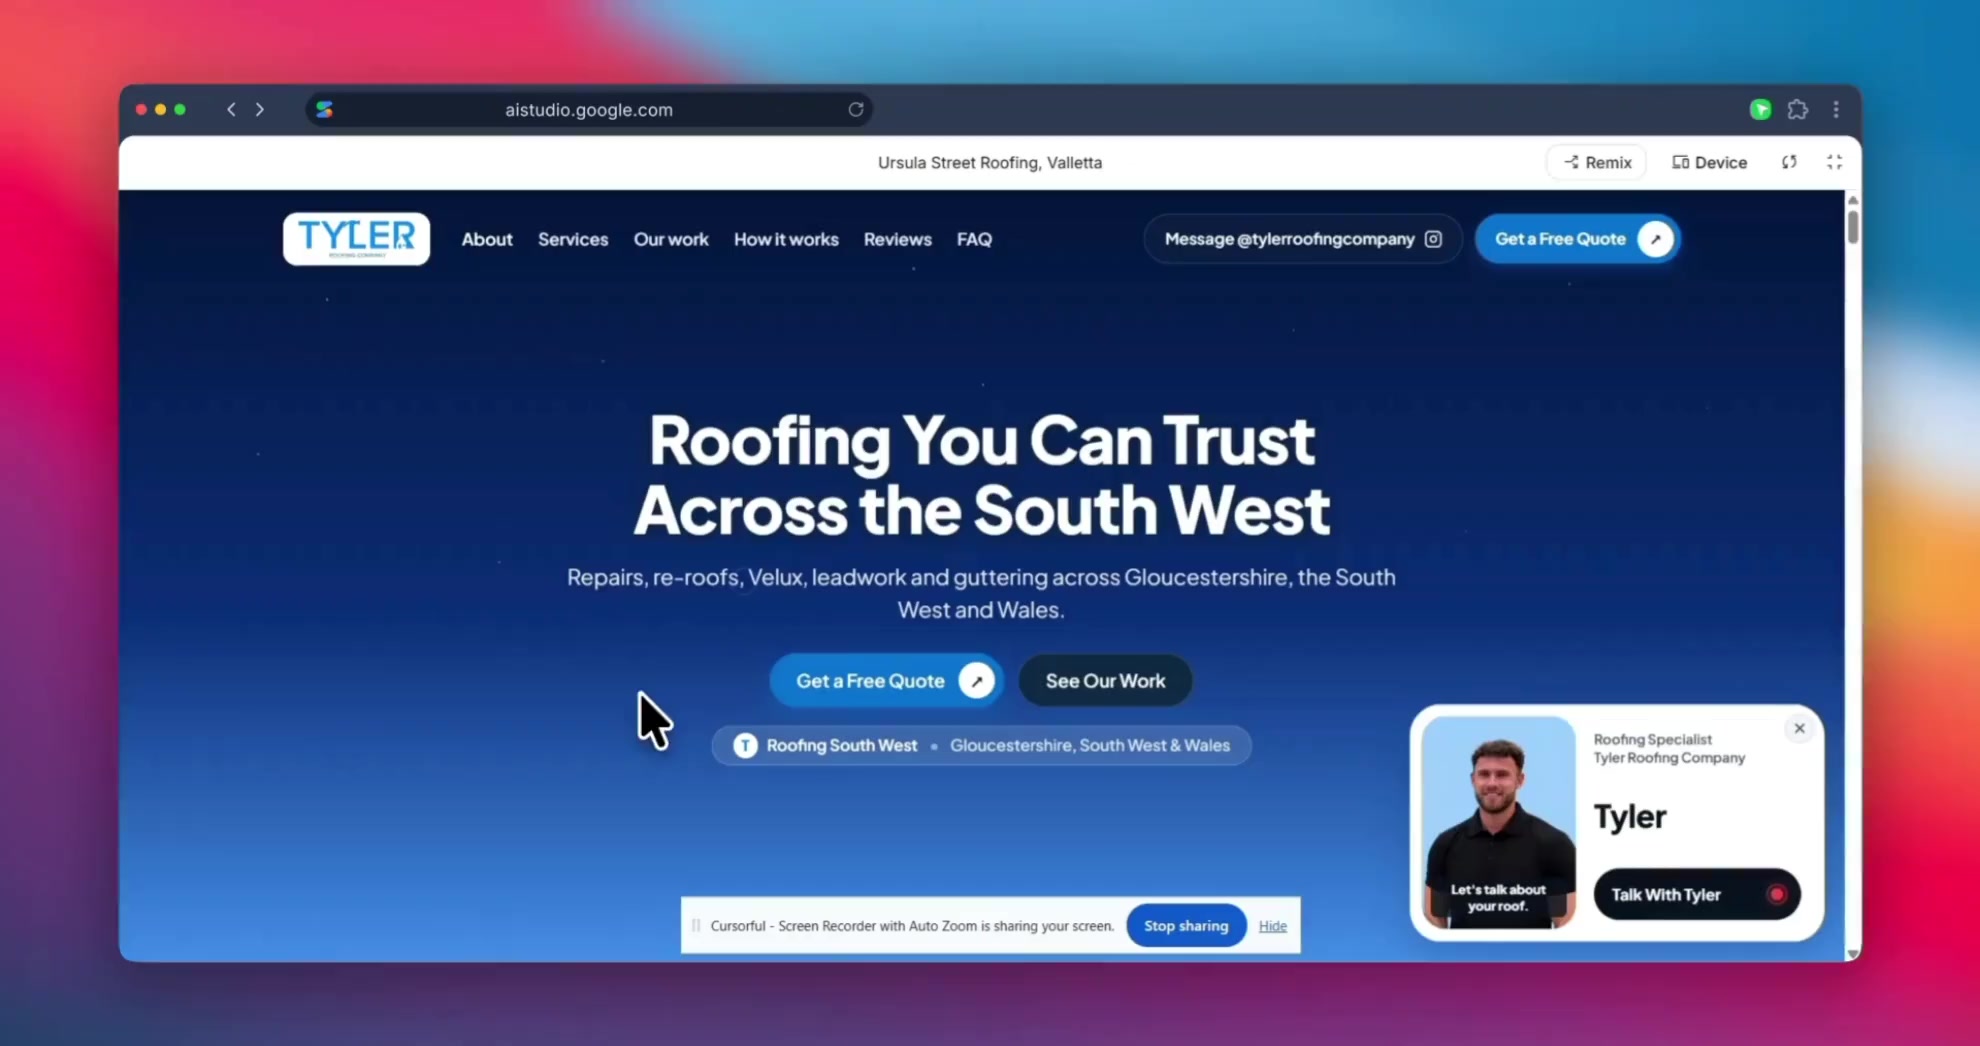 aistudio.google.com
Ursula Street Roofing, Valletta
Remix
Device
TYLER
ROOFING COMPANY
About
Services
Our work
How it works
Reviews
FAQ
Message @tylerroofingcompany
Get a Free Quote
Roofing You Can Trust
Across the South West
Repairs, re-roofs, Velux, leadwork and guttering across Gloucestershire, the South
West and Wales.
Get a Free Quote
See Our Work
T Roofing South West • Gloucestershire, South West & Wales
Roofing Specialist
Tyler Roofing Company
Tyler
Let's talk about
your roof.
Talk With Tyler
Cursorful - Screen Recorder with Auto Zoom is sharing your screen.
Stop sharing
Hide